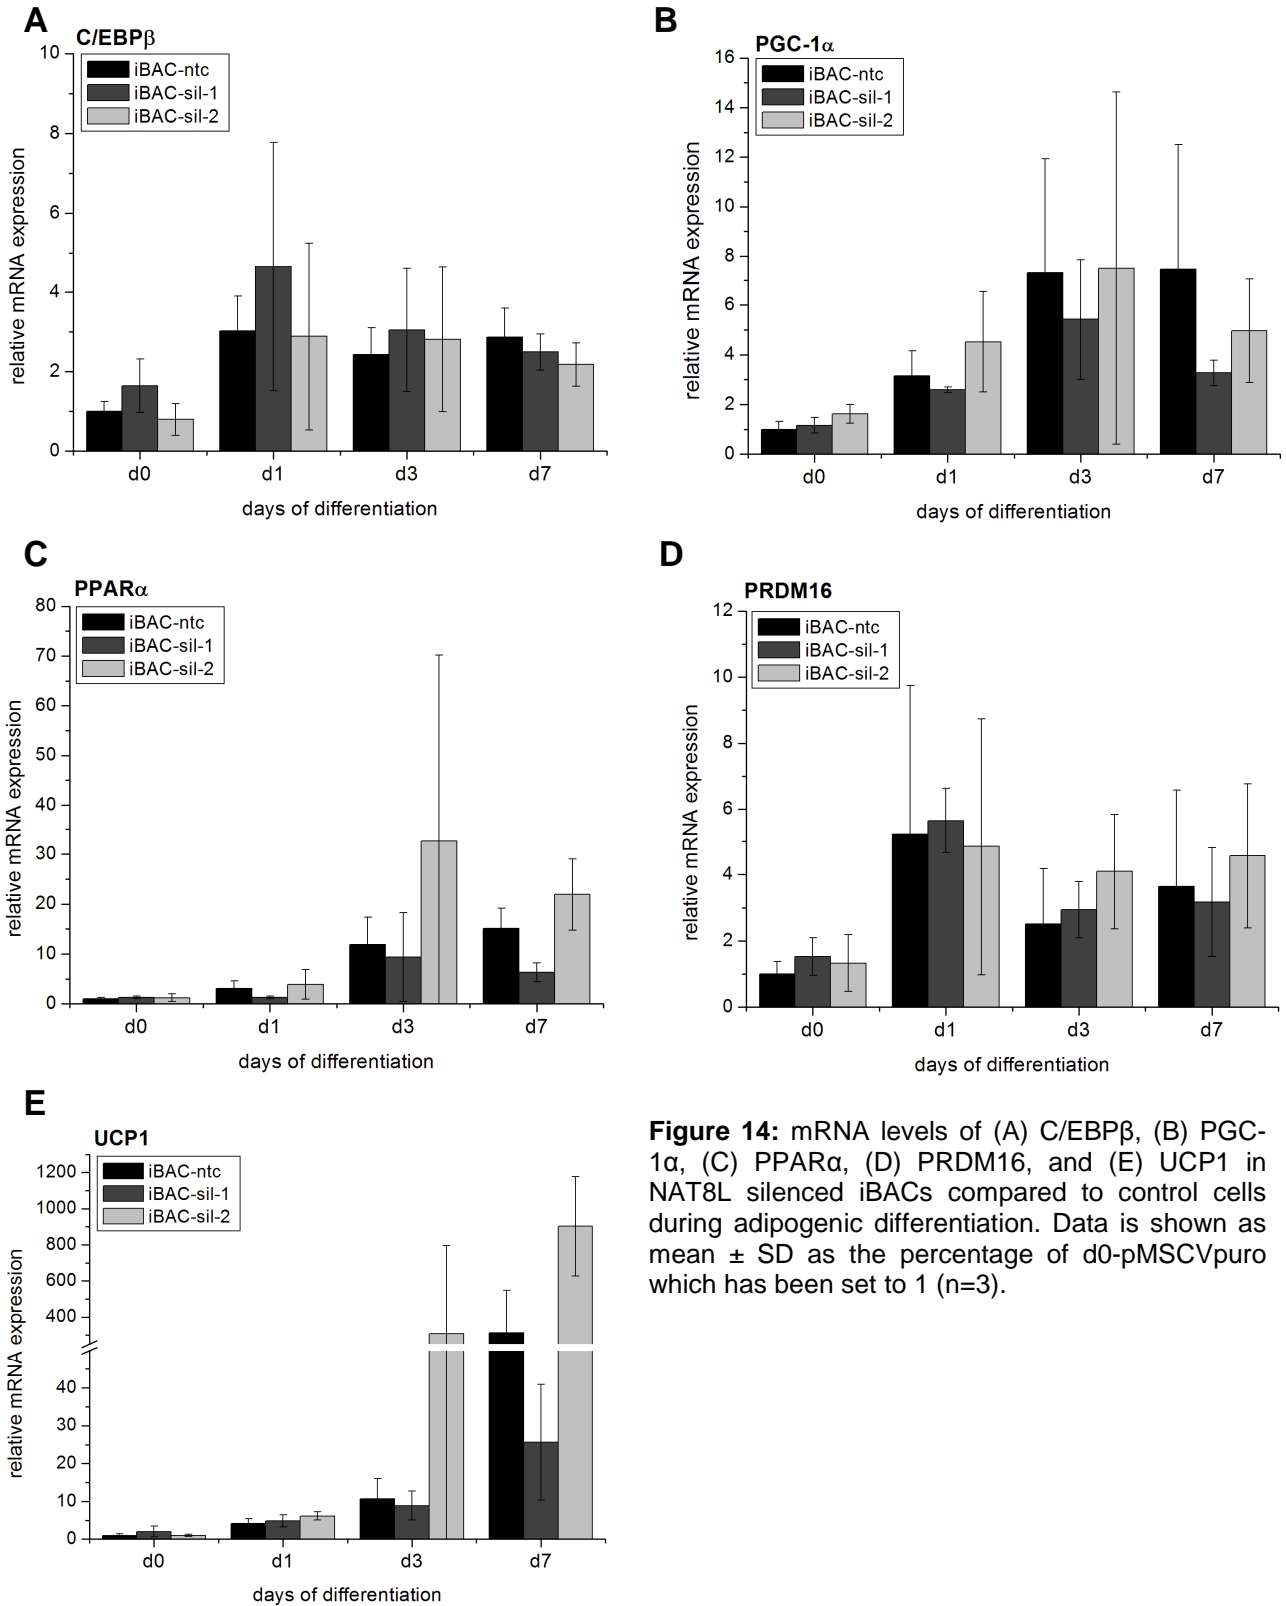 A
C/EBPβ
10
8
6
4
2
0
relative mRNA expression
iBAC-ntc
iBAC-sil-1
iBAC-sil-2
d0 d1 d3 d7
days of differentiation
B
PGC-1α
16
14
12
10
8
6
4
2
0
relative mRNA expression
iBAC-ntc
iBAC-sil-1
iBAC-sil-2
d0 d1 d3 d7
days of differentiation
C
PPARα
80
70
60
50
40
30
20
10
0
relative mRNA expression
iBAC-ntc
iBAC-sil-1
iBAC-sil-2
d0 d1 d3 d7
days of differentiation
D
PRDM16
12
10
8
6
4
2
0
relative mRNA expression
iBAC-ntc
iBAC-sil-1
iBAC-sil-2
d0 d1 d3 d7
days of differentiation
E
UCP1
1200
1000
800
600
400
40
30
20
10
0
relative mRNA expression
iBAC-ntc
iBAC-sil-1
iBAC-sil-2
d0 d1 d3 d7
days of differentiation
Figure 14: mRNA levels of (A) C/EBPβ, (B) PGC-
1α, (C) PPARα, (D) PRDM16, and (E) UCP1 in
NAT8L silenced iBACs compared to control cells
during adipogenic differentiation. Data is shown as
mean ± SD as the percentage of d0-pMSCVpuro
which has been set to 1 (n=3).